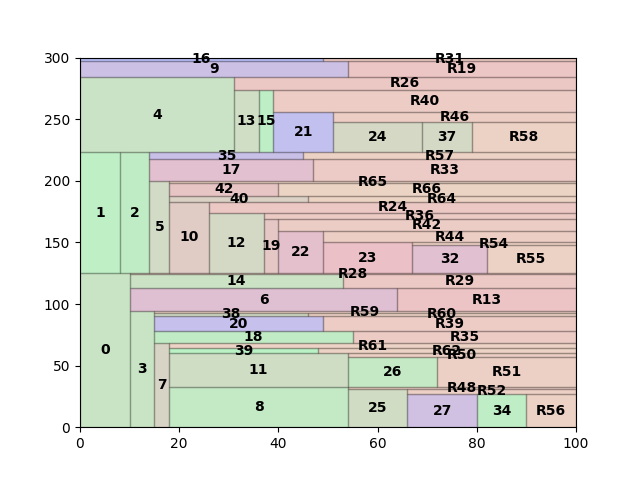 300
16 R31
9 R19
R26
4 13 15 R40
250
R46
21 24 37 R58
35 R57
17 R33
200
R65
42 R66
40 R64
1 2 5 R24
R36
R42
150
10 12 19 22 R44
R54
23 32 R55
R28
14 R29
100
6 R13
R59
38 R60
20 R39
18 R35
0 R61
39 R62
R50
50
3 7 11 26 R51
R48 R52
8 25 27 34 R56
0
0 20 40 60 80 100